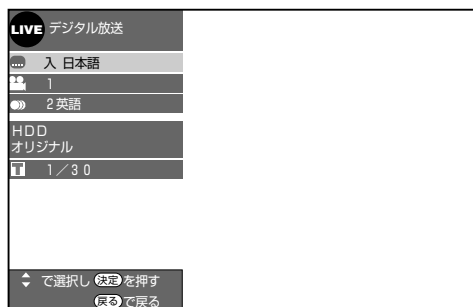 LIVE デジタル放送
入 日本語
1
2 英語
HDD
オリジナル
T 1／30
で選択し 決定 を押す
戻る で戻る